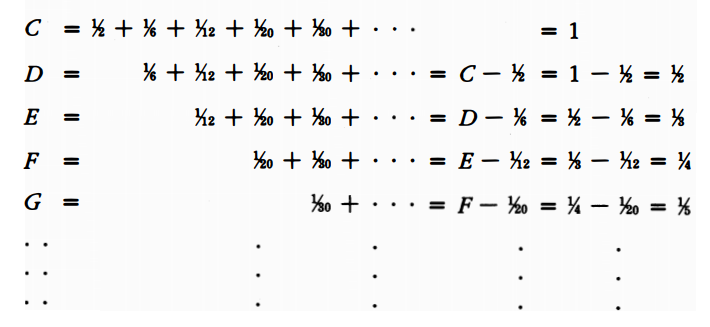 C = ½ + ⅙ + 1/12 + 1/20 + 1/30 + · · · = 1
D = ⅙ + 1/12 + 1/20 + 1/30 + · · · = C − ½ = 1 − ½ = ½
E = 1/12 + 1/20 + 1/30 + · · · = D − ⅙ = ½ − ⅙ = ⅓
F = 1/20 + 1/30 + · · · = E − 1/12 = ⅓ − 1/12 = ¼
G = 1/30 + · · · = F − 1/20 = ¼ − 1/20 = ⅕
. . . . . .
. . . . . .
. . . . . .